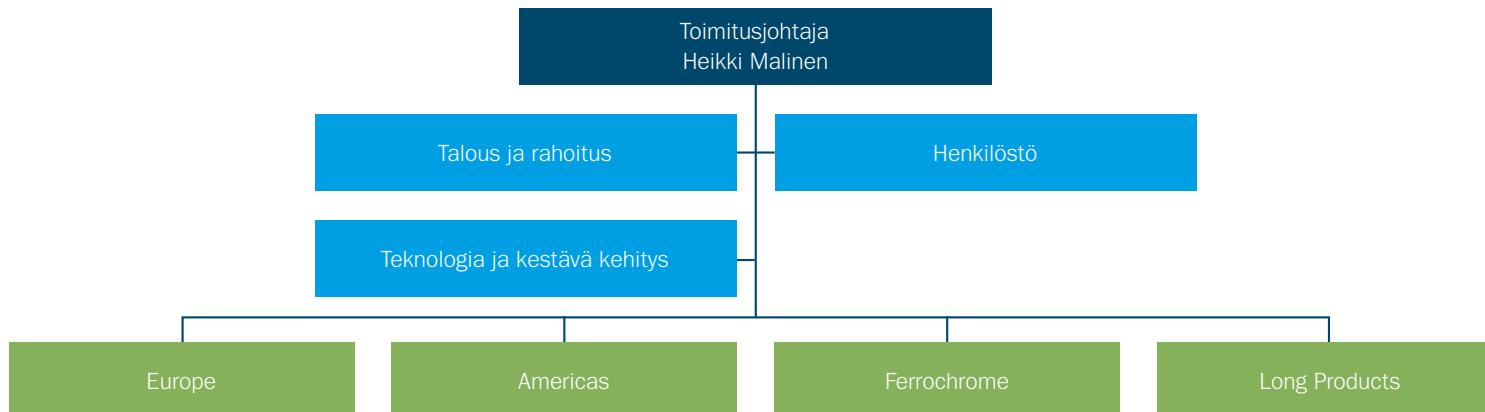 Toimitusjohtaja
Heikki Malinen
Talous ja rahoitus
Henkilöstö
Teknologia ja kestävä kehitys
Europe
Americas
Ferrochrome
Long Products